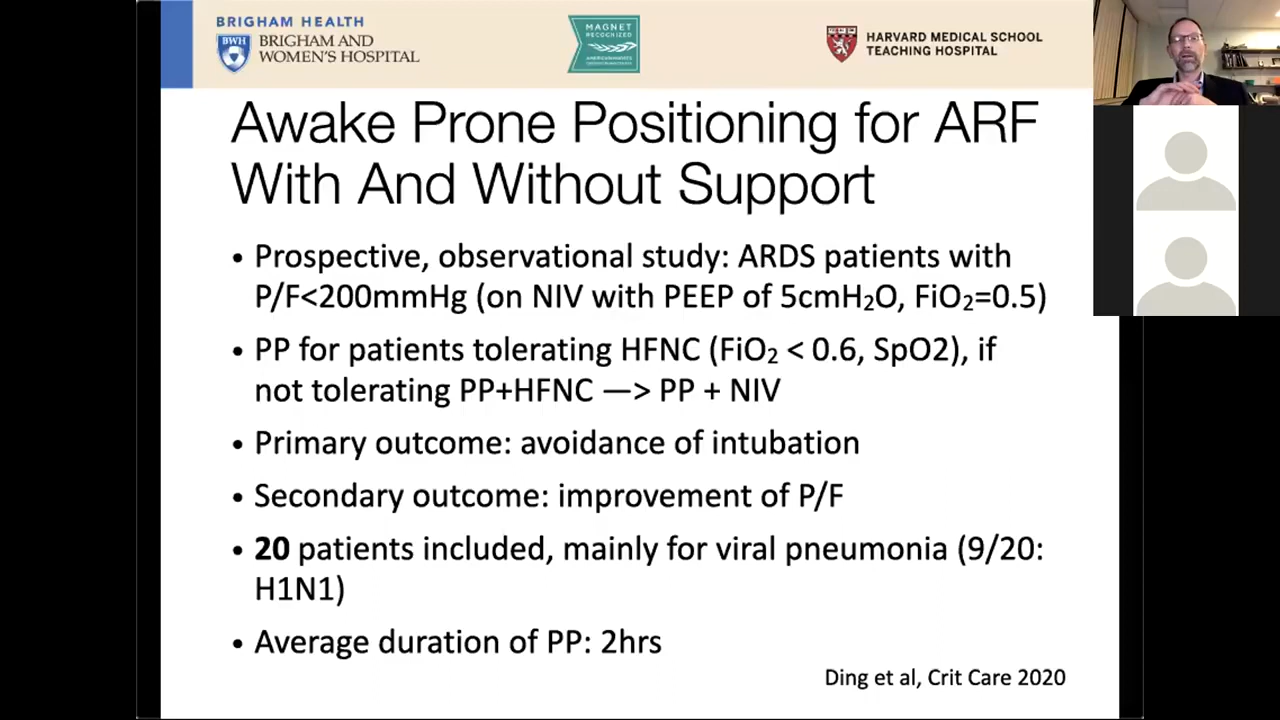 BRIGHAM HEALTH
BWH
BRIGHAM AND
WOMEN'S HOSPITAL
MAGNET
RECOGNIZED
HARVARD MEDICAL SCHOOL
TEACHING HOSPITAL
Awake Prone Positioning for ARF
With And Without Support
• Prospective, observational study: ARDS patients with
P/F<200mmHg (on NIV with PEEP of 5cmH₂O, FiO₂=0.5)
• PP for patients tolerating HFNC (FiO₂ < 0.6, SpO2), if
not tolerating PP+HFNC —> PP + NIV
• Primary outcome: avoidance of intubation
• Secondary outcome: improvement of P/F
• 20 patients included, mainly for viral pneumonia (9/20:
H1N1)
• Average duration of PP: 2hrs
Ding et al, Crit Care 2020